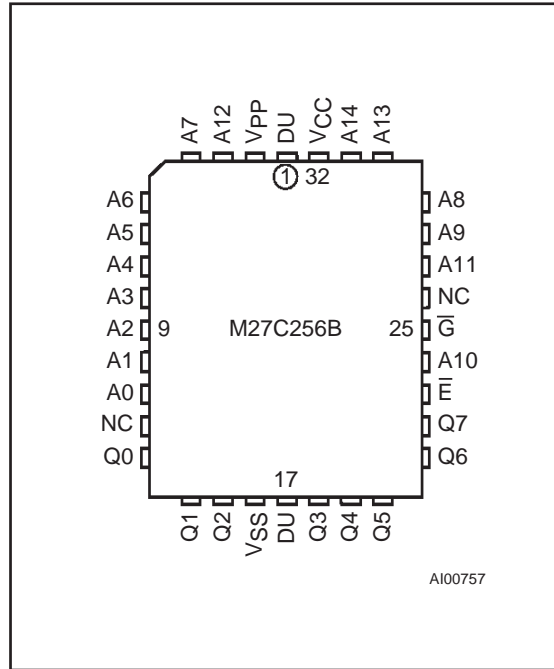 A7 A12 VPP DU VCC A14 A13
1 32
A6 A8
A5 A9
A4 A11
A3 NC
A2 9 M27C256B 25 G̅
A1 A10
A0 E̅
NC Q7
Q0 Q6
17
Q1 Q2 VSS DU Q3 Q4 Q5
AI00757